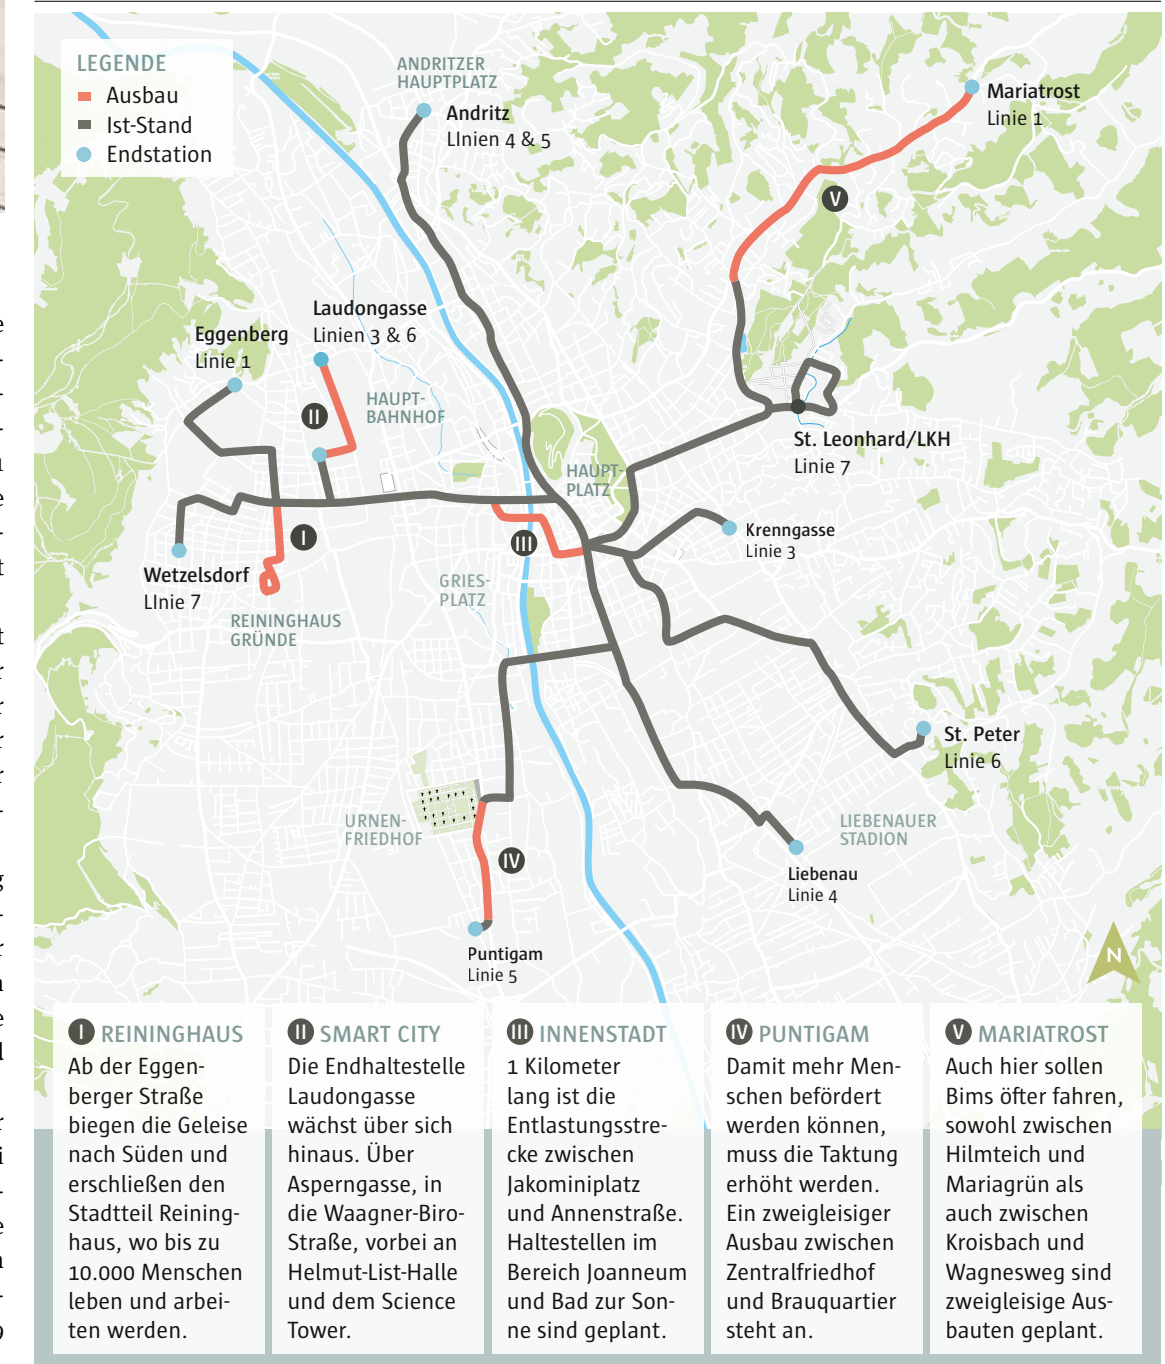 LEGENDE
Ausbau
Ist-Stand
Endstation
ANDRITZER
HAUPTPLATZ
Andritz
LInien 4 & 5
Mariatrost
Linie 1
V
Laudongasse
Linien 3 & 6
Eggenberg
Linie 1
II
HAUPT-
BAHNHOF
St. Leonhard/LKH
Linie 7
HAUPT-
PLATZ
Krenngasse
Linie 3
I
III
Wetzelsdorf
LInie 7
GRIES-
PLATZ
REININGHAUS
GRÜNDE
St. Peter
Linie 6
URNEN-
FRIEDHOF
LIEBENAUER
STADION
IV
Liebenau
Linie 4
Puntigam
Linie 5
N
I REININGHAUS
Ab der Eggen-
berger Straße
biegen die Geleise
nach Süden und
erschließen den
Stadtteil Reining-
haus, wo bis zu
10.000 Menschen
leben und arbei-
ten werden.
II SMART CITY
Die Endhaltestelle
Laudongasse
wächst über sich
hinaus. Über
Asperngasse, in
die Waagner-Biro-
Straße, vorbei an
Helmut-List-Halle
und dem Science
Tower.
III INNENSTADT
1 Kilometer
lang ist die
Entlastungsstre-
cke zwischen
Jakominiplatz
und Annenstraße.
Haltestellen im
Bereich Joanneum
und Bad zur Son-
ne sind geplant.
IV PUNTIGAM
Damit mehr Men-
schen befördert
werden können,
muss die Taktung
erhöht werden.
Ein zweigleisiger
Ausbau zwischen
Zentralfriedhof
und Brauquartier
steht an.
V MARIATROST
Auch hier sollen
Bims öfter fahren,
sowohl zwischen
Hilmteich und
Mariagrün als
auch zwischen
Kroisbach und
Wagnesweg sind
zweigleisige Aus-
bauten geplant.